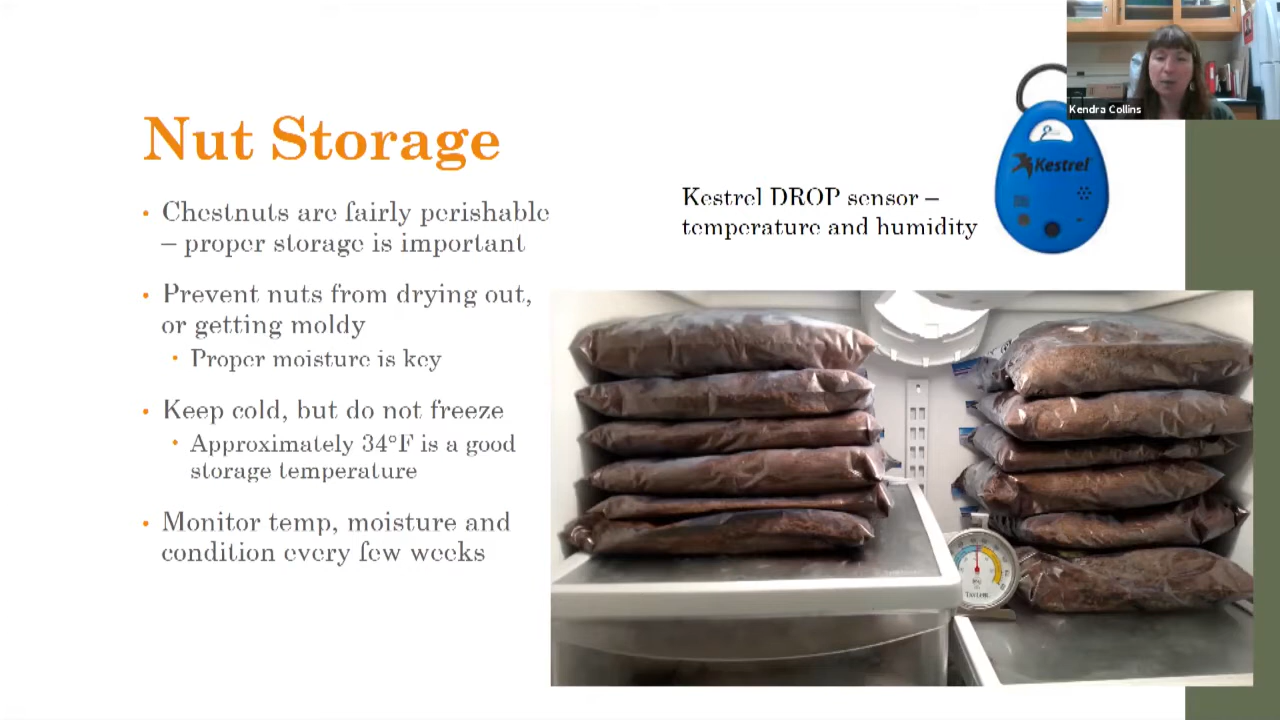 Nut Storage
• Chestnuts are fairly perishable
– proper storage is important
• Prevent nuts from drying out,
or getting moldy
• Proper moisture is key
• Keep cold, but do not freeze
• Approximately 34°F is a good
storage temperature
• Monitor temp, moisture and
condition every few weeks
Kestrel DROP sensor –
temperature and humidity
Kestrel
Kendra Collins
TAYLOR